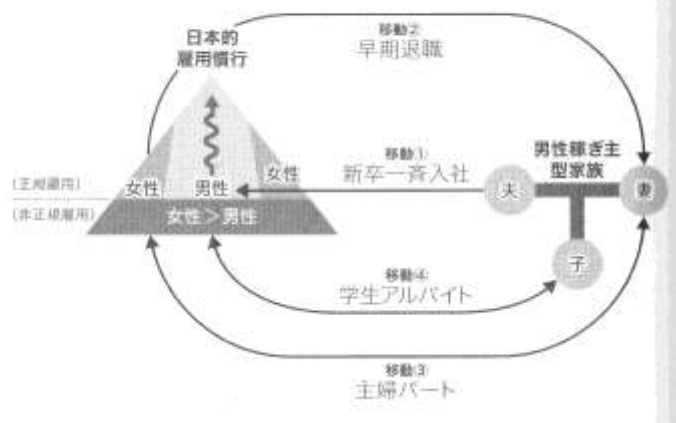 移動②
早期退職
日本的
雇用慣行
移動①
新卒一斉入社
男性稼ぎ主
型家族
女性
男性
女性
夫
妻
子
(正規雇用)
(非正規雇用)
女性＞男性
移動④
学生アルバイト
移動③
主婦パート